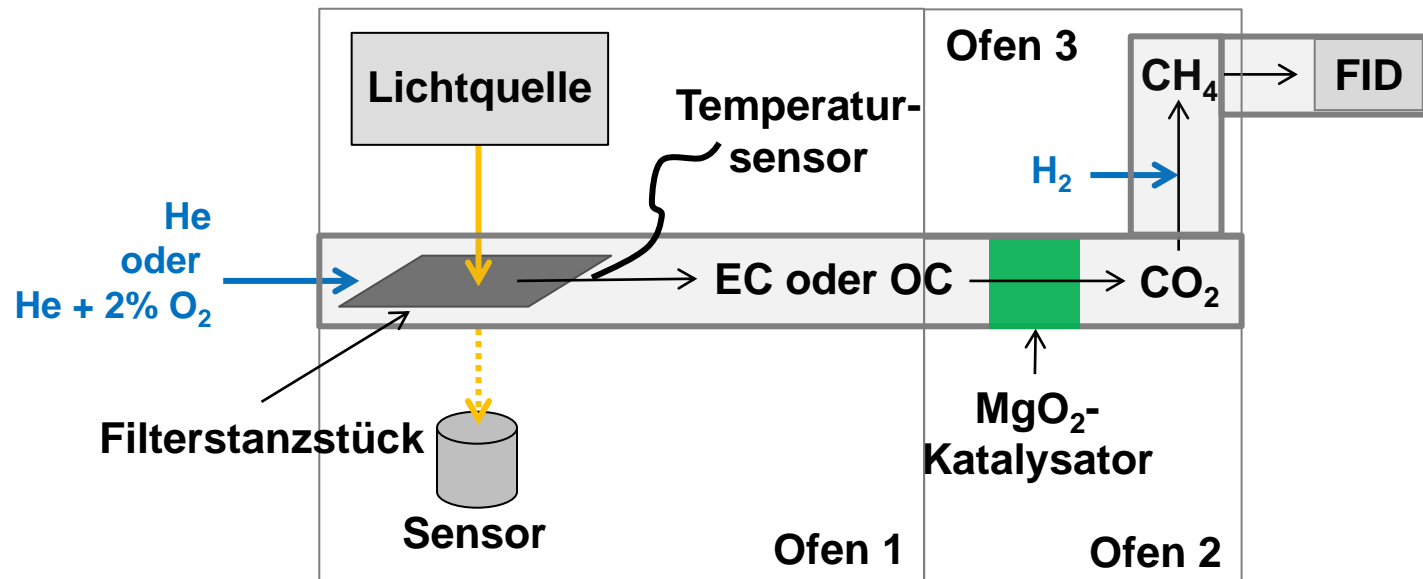 Lichtquelle
Temperatur-
sensor
Ofen 3
CH₄
FID
H₂
He
oder
He + 2% O₂
EC oder OC
CO₂
Filterstanzstück
MgO₂-
Katalysator
Sensor
Ofen 1
Ofen 2